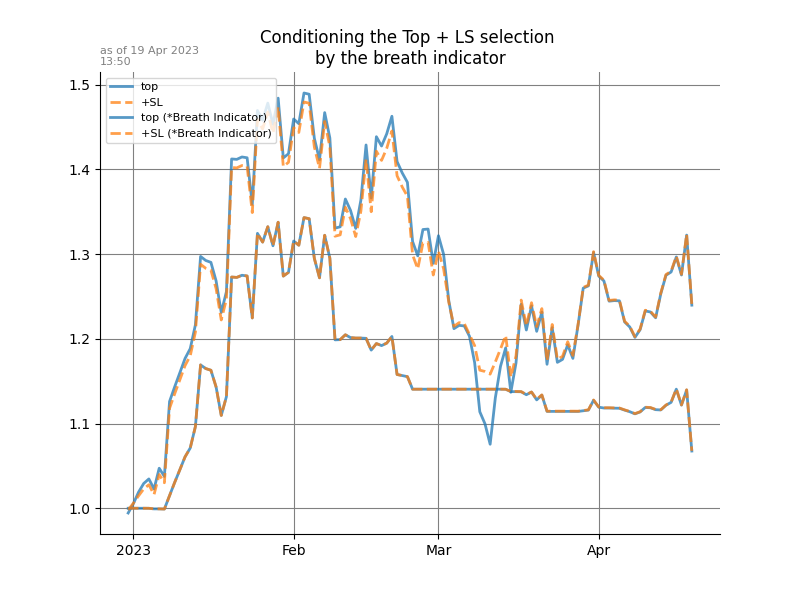 Conditioning the Top + LS selection
by the breath indicator
as of 19 Apr 2023
13:50
top
+SL
top (*Breath Indicator)
+SL (*Breath Indicator)
1.5
1.4
1.3
1.2
1.1
1.0
2023 Feb Mar Apr